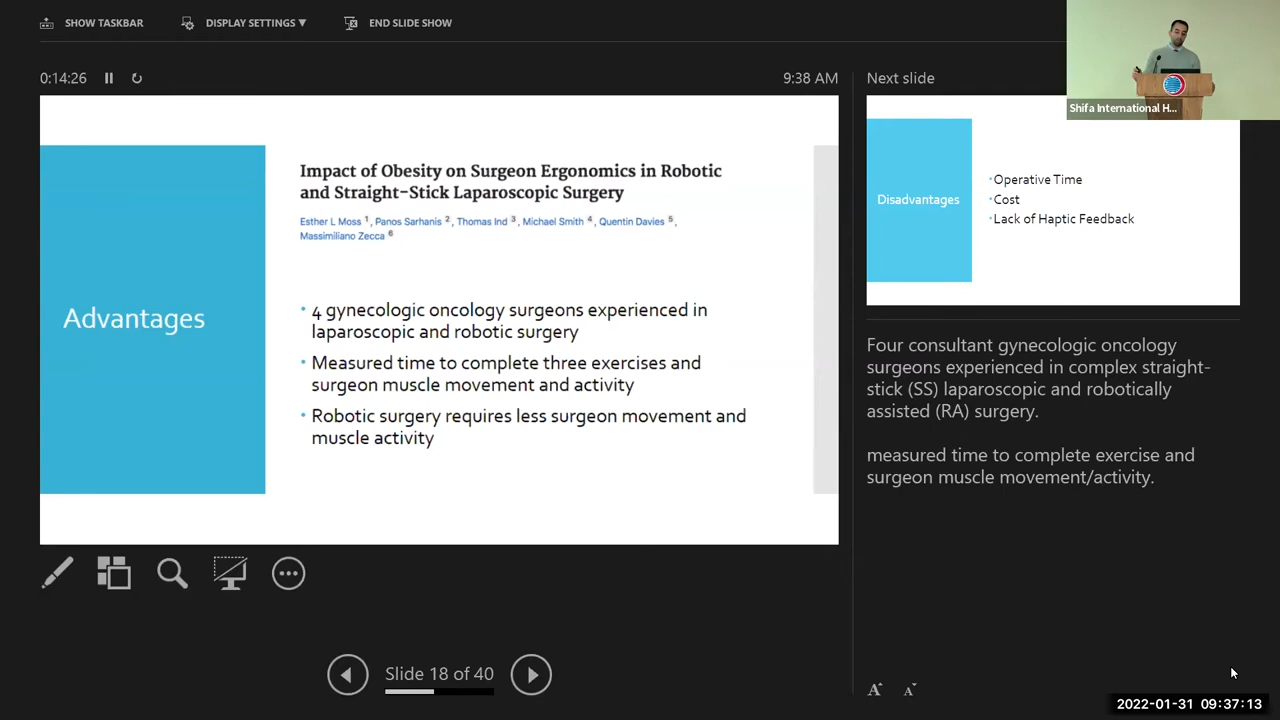 SHOW TASKBAR
DISPLAY SETTINGS ▼
END SLIDE SHOW
0:14:26
9:38 AM
Impact of Obesity on Surgeon Ergonomics in Robotic
and Straight-Stick Laparoscopic Surgery
Esther L Moss 1, Panos Sarhanis 2, Thomas Ind 3, Michael Smith 4, Quentin Davies 5,
Massimiliano Zecca 6
Advantages
• 4 gynecologic oncology surgeons experienced in
laparoscopic and robotic surgery
• Measured time to complete three exercises and
surgeon muscle movement and activity
• Robotic surgery requires less surgeon movement and
muscle activity
Slide 18 of 40
Next slide
Shifa International H...
Disadvantages
•Operative Time
•Cost
•Lack of Haptic Feedback
Four consultant gynecologic oncology
surgeons experienced in complex straight-
stick (SS) laparoscopic and robotically
assisted (RA) surgery.
measured time to complete exercise and
surgeon muscle movement/activity.
A A
2022-01-31 09:37:13